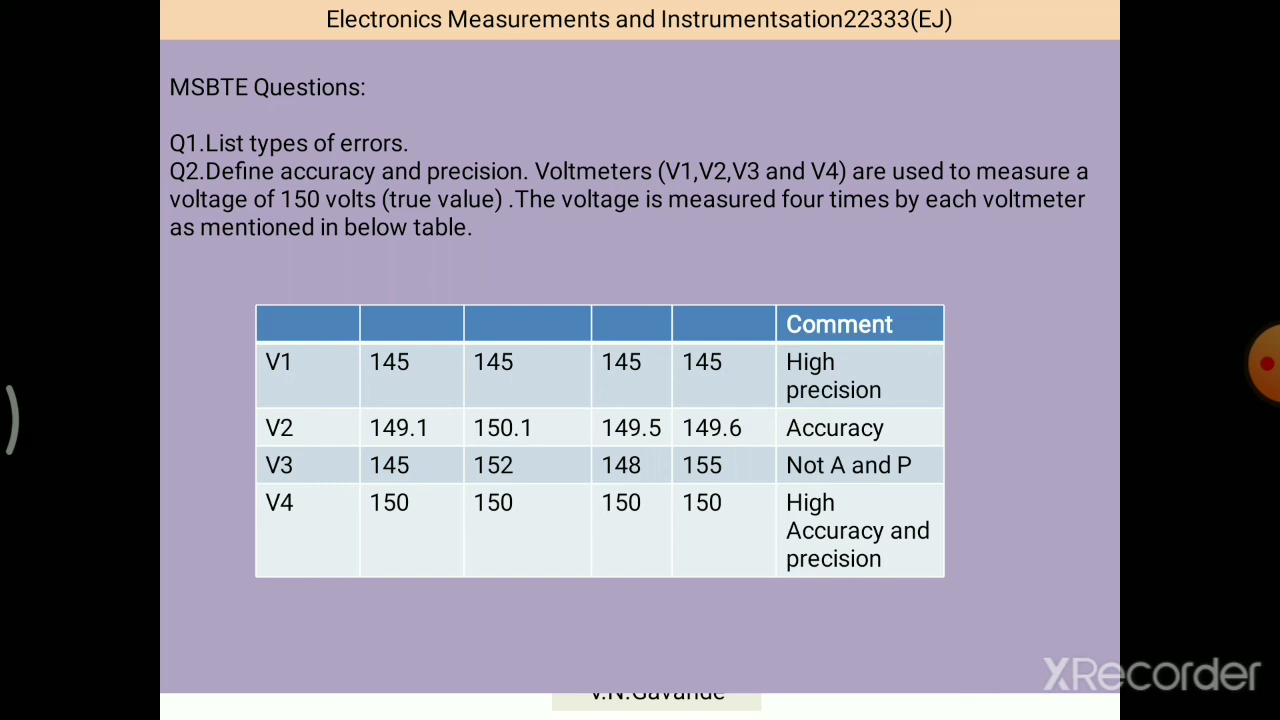 Electronics Measurements and Instrumentsation22333(EJ)
MSBTE Questions:
Q1.List types of errors.
Q2.Define accuracy and precision. Voltmeters (V1,V2,V3 and V4) are used to measure a
voltage of 150 volts (true value) .The voltage is measured four times by each voltmeter
as mentioned in below table.
Comment
V1 145 145 145 145 High
precision
V2 149.1 150.1 149.5 149.6 Accuracy
V3 145 152 148 155 Not A and P
V4 150 150 150 150 High
Accuracy and
precision
XRecorder
V.N.Gavande